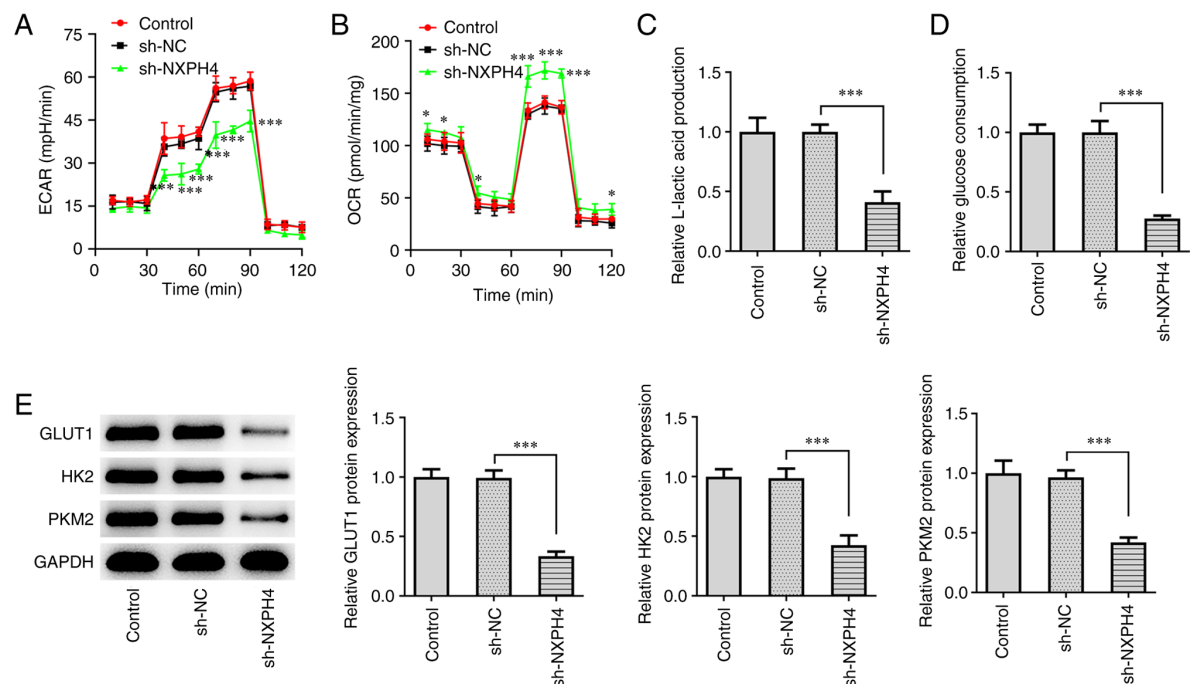 A
Control
sh-NC
sh-NXPH4
75
60
45
30
15
0
ECAR (mpH/min)
***
***
***
***
***
***
0 30 60 90 120
Time (min)
B
Control
sh-NC
sh-NXPH4
200
150
100
50
0
OCR (pmol/min/mg)
*
*
*
***
***
***
*
0 30 60 90 120
Time (min)
C
Relative L-lactic acid production
1.5
1.0
0.5
0.0
***
Control
sh-NC
sh-NXPH4
D
Relative glucose consumption
1.5
1.0
0.5
0.0
***
Control
sh-NC
sh-NXPH4
E
GLUT1
HK2
PKM2
GAPDH
Control
sh-NC
sh-NXPH4
Relative GLUT1 protein expression
1.5
1.0
0.5
0.0
***
Control
sh-NC
sh-NXPH4
Relative HK2 protein expression
1.5
1.0
0.5
0.0
***
Control
sh-NC
sh-NXPH4
Relative PKM2 protein expression
1.5
1.0
0.5
0.0
***
Control
sh-NC
sh-NXPH4